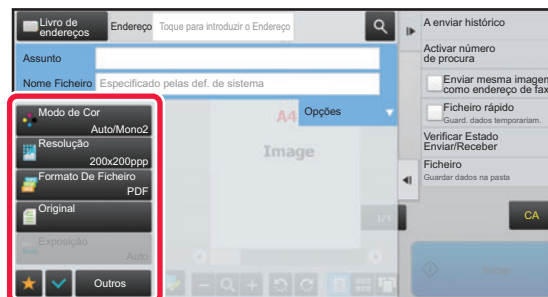 Livro de
endereços
Endereço
Toque para introduzir o Endereço
Assunto
Nome Ficheiro
Especificado pelas def. de sistema
Opções
Modo de Cor
Auto/Mono2
Resolução
200x200ppp
Formato De Ficheiro
PDF
Original
Exposição
Auto
Outros
A4
Image
1/1
A enviar histórico
Activar número
de procura
Enviar mesma imagem
como endereço de fax
Ficheiro rápido
Guard. dados temporariam.
Verificar Estado
Enviar/Receber
Ficheiro
Guardar dados na pasta
CA
Iniciar